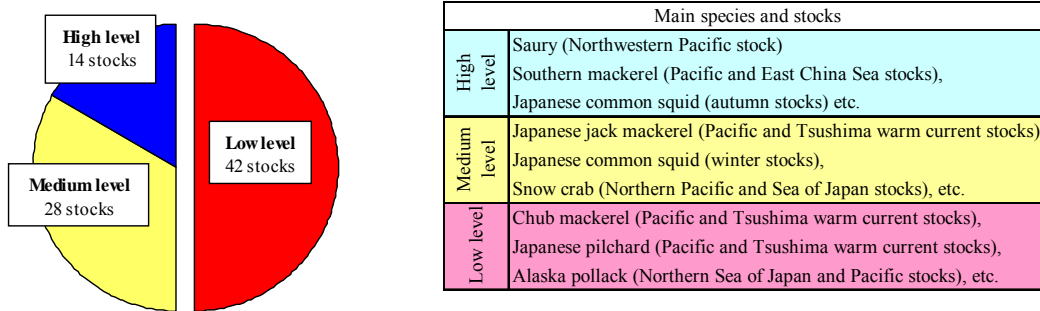 High level
14 stocks
Low level
42 stocks
Medium level
28 stocks
Main species and stocks
High level
Saury (Northwestern Pacific stock)
Southern mackerel (Pacific and East China Sea stocks),
Japanese common squid (autumn stocks) etc.
Medium level
Japanese jack mackerel (Pacific and Tsushima warm current stocks)
Japanese common squid (winter stocks),
Snow crab (Northern Pacific and Sea of Japan stocks), etc.
Low level
Chub mackerel (Pacific and Tsushima warm current stocks),
Japanese pilchard (Pacific and Tsushima warm current stocks),
Alaska pollack (Northern Sea of Japan and Pacific stocks), etc.